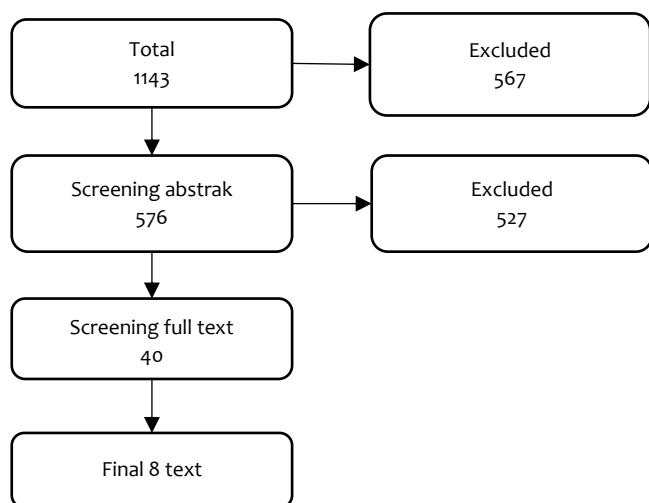 Total
1143
Excluded
567
Screening abstrak
576
Excluded
527
Screening full text
40
Final 8 text